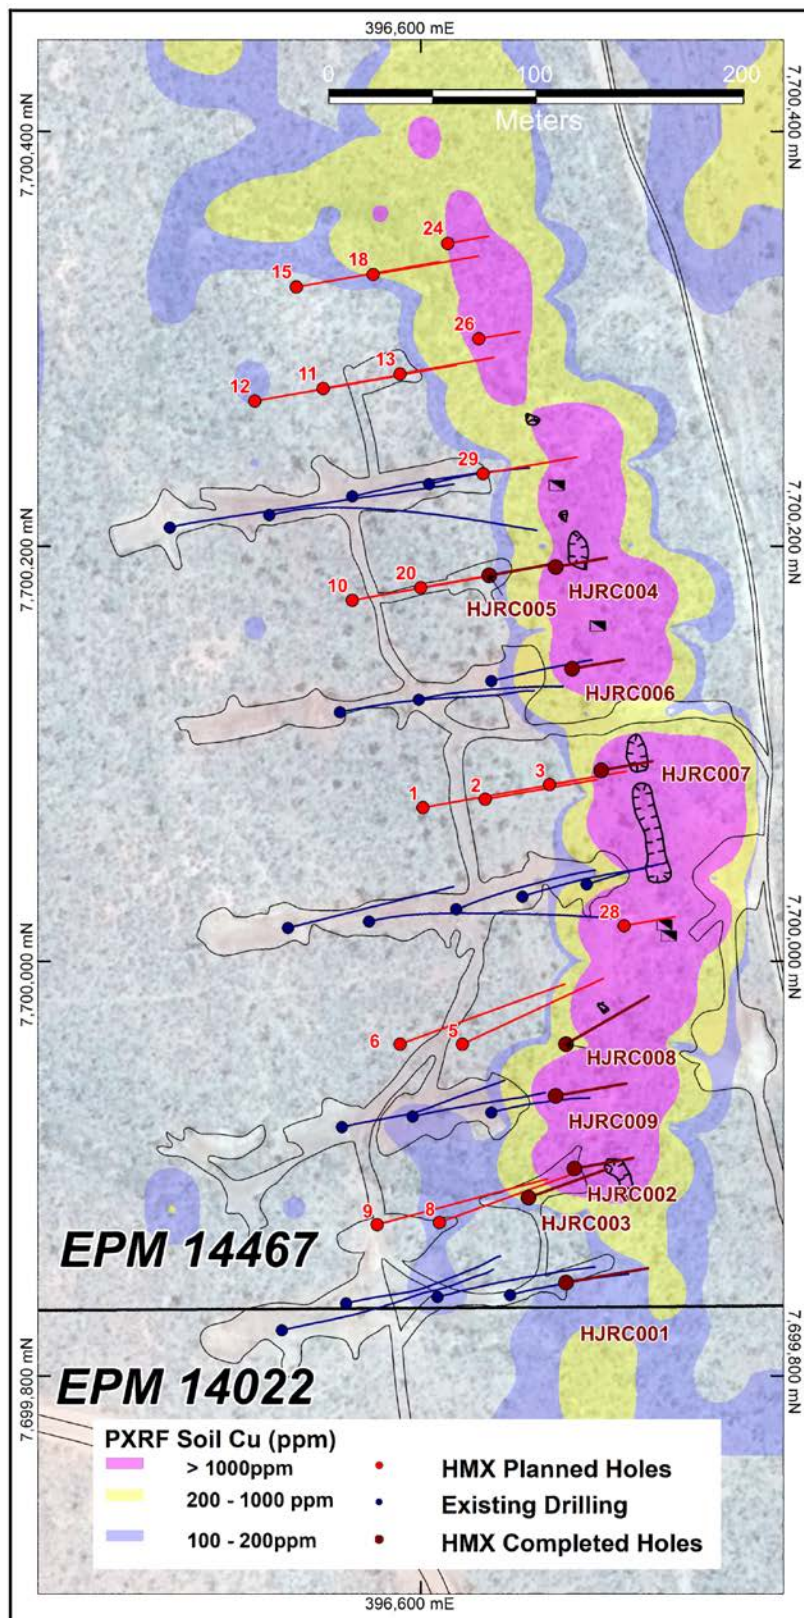 396,600 mE
0 100 200
Meters
7,700,400 mN 7,700,400 mN
24
18
15
26
13
11
12
29
7,700,200 mN 7,700,200 mN
20
10
HJRC004
HJRC005
HJRC006
3
HJRC007
2
1
28
7,700,000 mN 7,700,000 mN
6
5
HJRC008
HJRC009
HJRC002
9
8
HJRC003
EPM 14467
HJRC001
EPM 14022
7,699,800 mN 7,699,800 mN
PXRF Soil Cu (ppm)
> 1000ppm HMX Planned Holes
200 - 1000 ppm Existing Drilling
100 - 200ppm HMX Completed Holes
396,600 mE